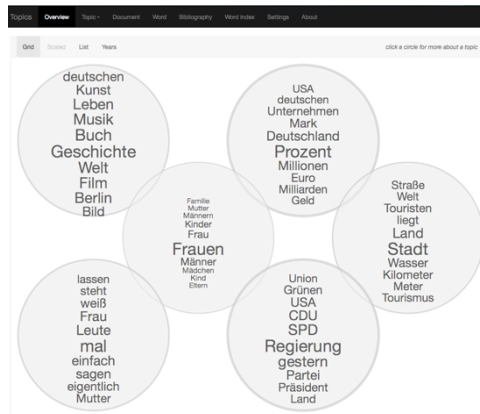 Topics Overview Topic Document Word Bibliography Word Index Settings About
Grid Scaled List Years click a circle for more about a topic
deutschen
Kunst
Leben
Musik
Buch
Geschichte
Welt
Film
Berlin
Bild
USA
deutschen
Unternehmen
Mark
Deutschland
Prozent
Millionen
Euro
Milliarden
Geld
Familie
Mutter
Männern
Kinder
Frau
Frauen
Männer
Mädchen
Kind
Eltern
Straße
Welt
Touristen
liegt
Land
Stadt
Wasser
Kilometer
Meter
Tourismus
lassen
steht
weiß
Frau
Leute
mal
einfach
sagen
eigentlich
Mutter
Union
Grünen
USA
CDU
SPD
Regierung
gestern
Partei
Präsident
Land